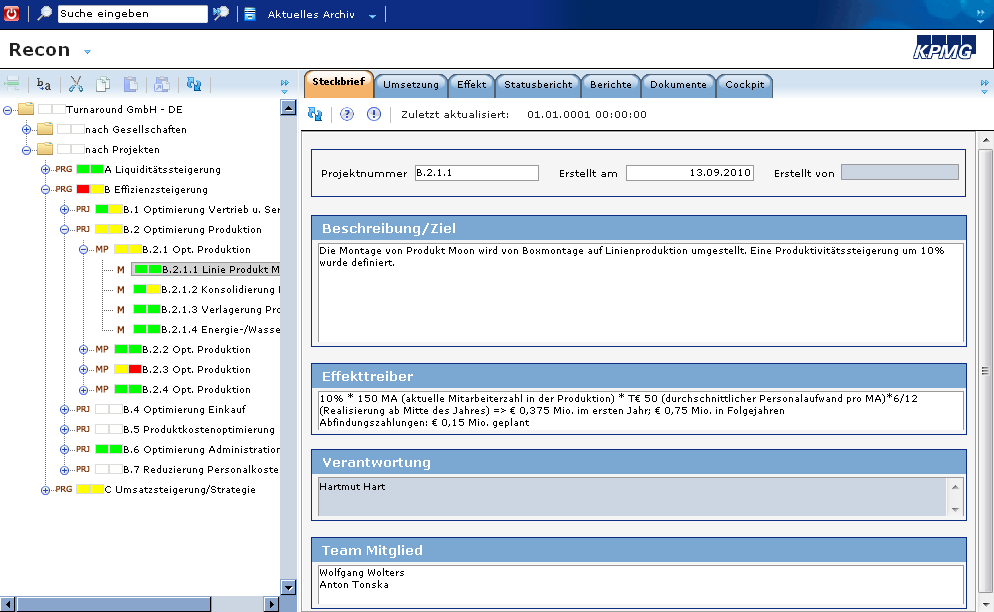 Suche eingeben
Aktuelles Archiv
Recon
KPMG
Turnaround GmbH - DE
nach Gesellschaften
nach Projekten
PRG A Liquiditätssteigerung
PRG B Effizienzsteigerung
PRJ B.1 Optimierung Vertrieb u. Ser
PRJ B.2 Optimierung Produktion
MP B.2.1 Opt. Produktion
M B.2.1.1 Linie Produkt M
M B.2.1.2 Konsolidierung
M B.2.1.3 Verlagerung Pro
M B.2.1.4 Energie-/Wasse
MP B.2.2 Opt. Produktion
MP B.2.3 Opt. Produktion
MP B.2.4 Opt. Produktion
PRJ B.4 Optimierung Einkauf
PRJ B.5 Produktkostenoptimierung
PRJ B.6 Optimierung Administration
PRJ B.7 Reduzierung Personalkoste
PRG C Umsatzsteigerung/Strategie
Steckbrief Umsetzung Effekt Statusbericht Berichte Dokumente Cockpit
Zuletzt aktualisiert: 01.01.0001 00:00:00
Projektnummer B.2.1.1 Erstellt am 13.09.2010 Erstellt von
Beschreibung/Ziel
Die Montage von Produkt Moon wird von Boxmontage auf Linienproduktion umgestellt. Eine Produktivitätssteigerung um 10%
wurde definiert.
Effekttreiber
10% * 150 MA (aktuelle Mitarbeiterzahl in der Produktion) * T€ 50 (durchschnittlicher Personalaufwand pro MA)*6/12
(Realisierung ab Mitte des Jahres) => € 0,375 Mio. im ersten Jahr; € 0,75 Mio. in Folgejahren
Abfindungszahlungen: € 0,15 Mio. geplant
Verantwortung
Hartmut Hart
Team Mitglied
Wolfgang Wolters
Anton Tonska